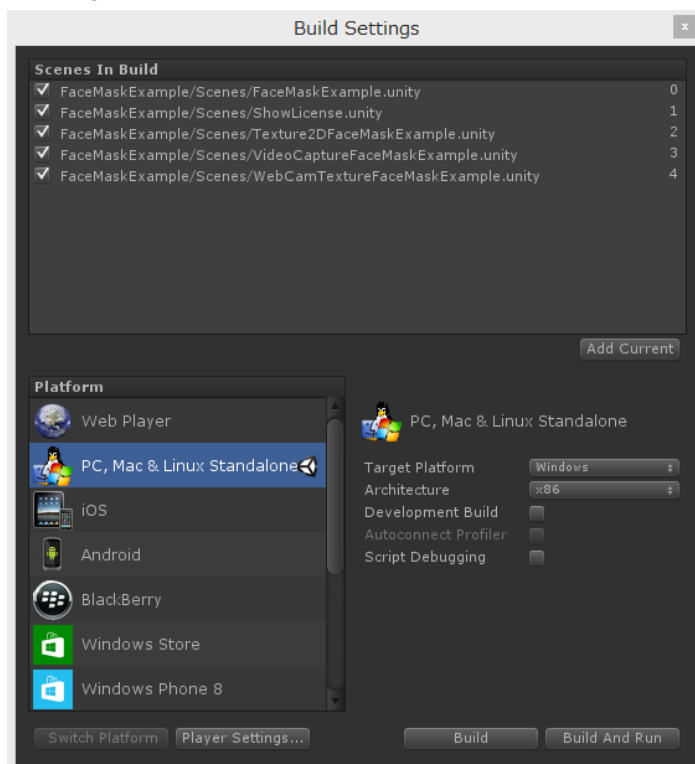 Build Settings
x
Scenes In Build
FaceMaskExample/Scenes/FaceMaskExample.unity 0
FaceMaskExample/Scenes/ShowLicense.unity 1
FaceMaskExample/Scenes/Texture2DFaceMaskExample.unity 2
FaceMaskExample/Scenes/VideoCaptureFaceMaskExample.unity 3
FaceMaskExample/Scenes/WebCamTextureFaceMaskExample.unity 4
Add Current
Platform
Web Player
PC, Mac & Linux Standalone
iOS
Android
BlackBerry
Windows Store
Windows Phone 8
PC, Mac & Linux Standalone
Target Platform Windows
Architecture x86
Development Build
Autoconnect Profiler
Script Debugging
Switch Platform Player Settings... Build Build And Run